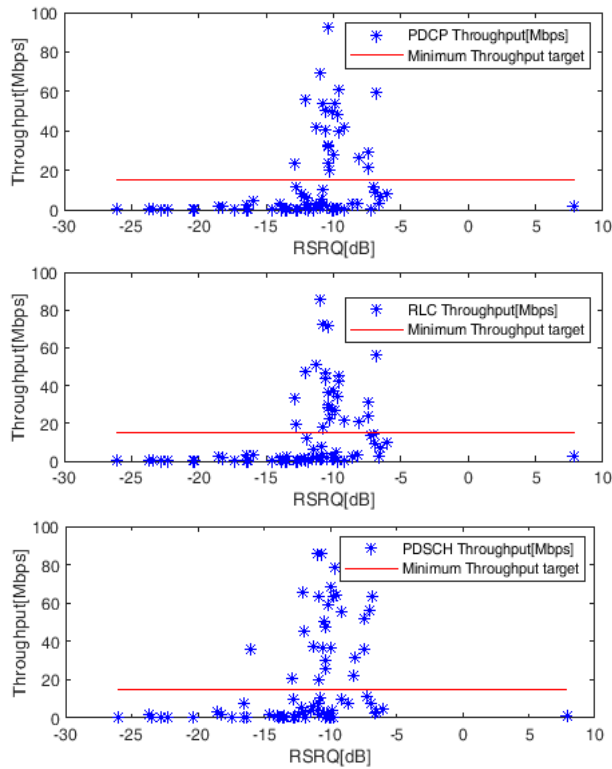 100
80
60
40
20
0
Throughput[Mbps]
PDCP Throughput[Mbps]
Minimum Throughput target
-30 -25 -20 -15 -10 -5 0 5 10
RSRQ[dB]
100
80
60
40
20
0
Throughput[Mbps]
RLC Throughput[Mbps]
Minimum Throughput target
-30 -25 -20 -15 -10 -5 0 5 10
RSRQ[dB]
100
80
60
40
20
0
Throughput[Mbps]
PDSCH Throughput[Mbps]
Minimum Throughput target
-30 -25 -20 -15 -10 -5 0 5 10
RSRQ[dB]